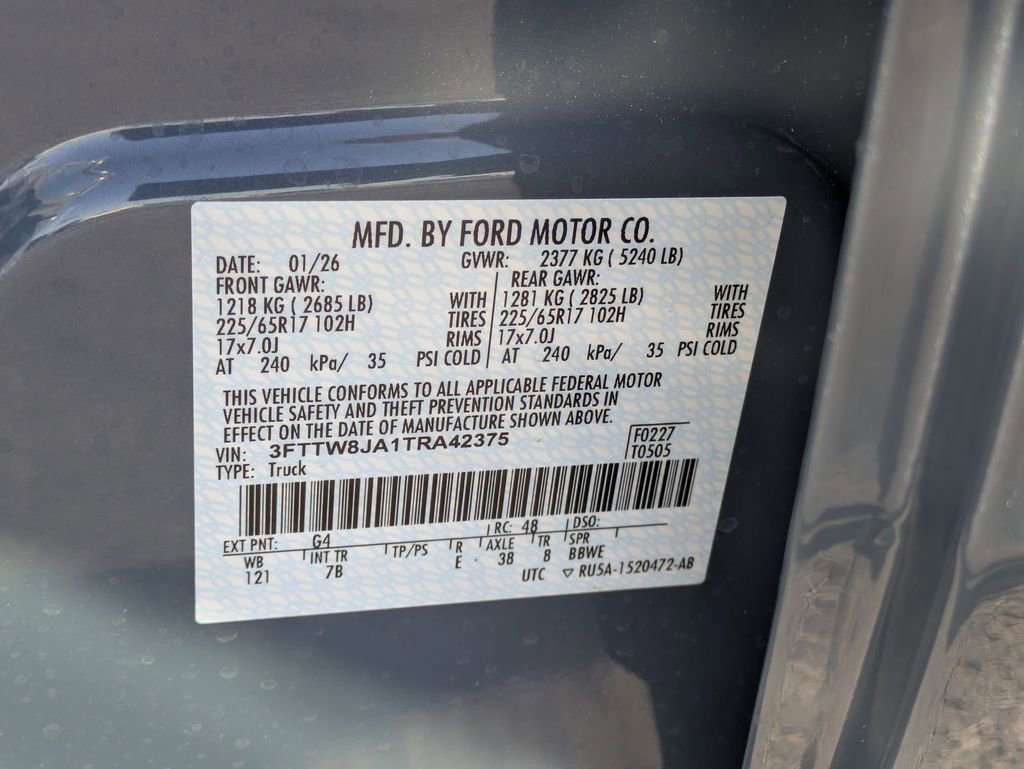 MFD. BY FORD MOTOR CO.
DATE: 01/26 GVWR: 2377 KG ( 5240 LB)
FRONT GAWR: REAR GAWR:
1218 KG ( 2685 LB) WITH 1281 KG ( 2825 LB) WITH
225/65R17 102H TIRES 225/65R17 102H TIRES
17x7.0J RIMS 17x7.0J RIMS
AT 240 kPa/ 35 PSI COLD AT 240 kPa/ 35 PSI COLD
THIS VEHICLE CONFORMS TO ALL APPLICABLE FEDERAL MOTOR
VEHICLE SAFETY AND THEFT PREVENTION STANDARDS IN
EFFECT ON THE DATE OF MANUFACTURE SHOWN ABOVE.
VIN: 3FTTW8JA1TRA42375 F0227
TYPE: Truck T0505
EXT PNT: G4 RC: 48 DSO:
WB INT TR TP/PS R AXLE TR SPR
121 7B E 38 8 BBWE
UTC ▽ RU5A-1520472-AB